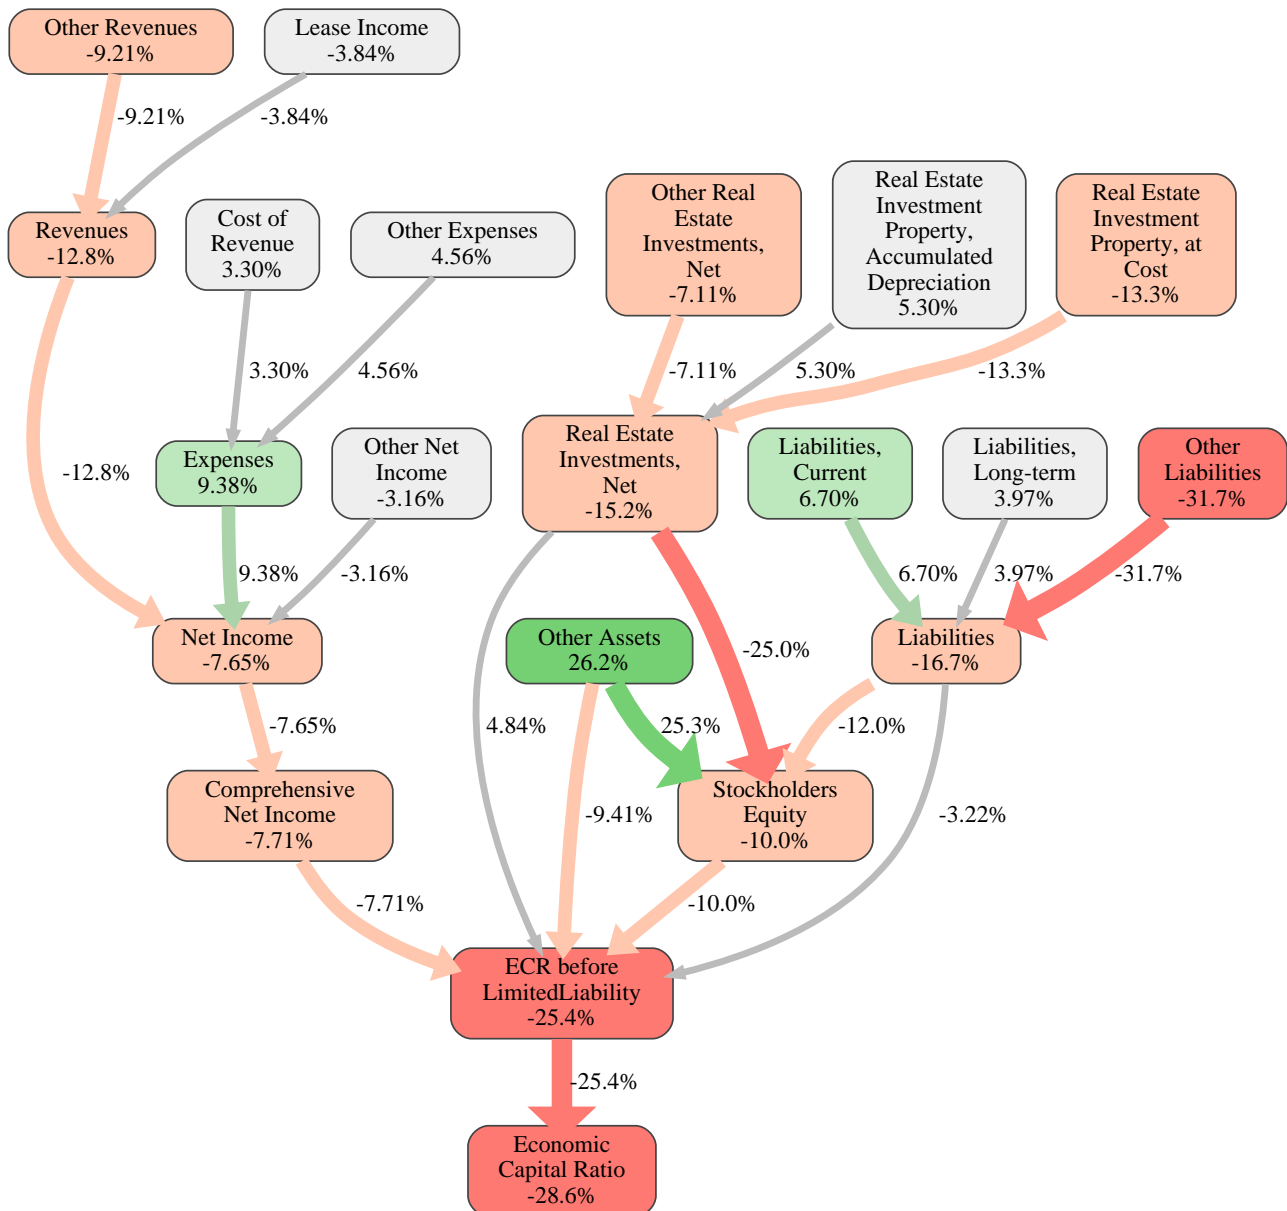 Other Revenues
-9.21%
Lease Income
-3.84%
-9.21%
-3.84%
Revenues
-12.8%
Cost of
Revenue
3.30%
Other Expenses
4.56%
Other Real
Estate
Investments,
Net
-7.11%
Real Estate
Investment
Property,
Accumulated
Depreciation
5.30%
Real Estate
Investment
Property, at
Cost
-13.3%
3.30%
4.56%
-7.11%
5.30%
-13.3%
-12.8%
Expenses
9.38%
Other Net
Income
-3.16%
Real Estate
Investments,
Net
-15.2%
Liabilities,
Current
6.70%
Liabilities,
Long-term
3.97%
Other
Liabilities
-31.7%
9.38%
-3.16%
6.70%
3.97%
-31.7%
Net Income
-7.65%
Other Assets
26.2%
-25.0%
Liabilities
-16.7%
-7.65%
4.84%
25.3%
-12.0%
Comprehensive
Net Income
-7.71%
-9.41%
Stockholders
Equity
-10.0%
-3.22%
-7.71%
-10.0%
ECR before
LimitedLiability
-25.4%
-25.4%
Economic
Capital Ratio
-28.6%